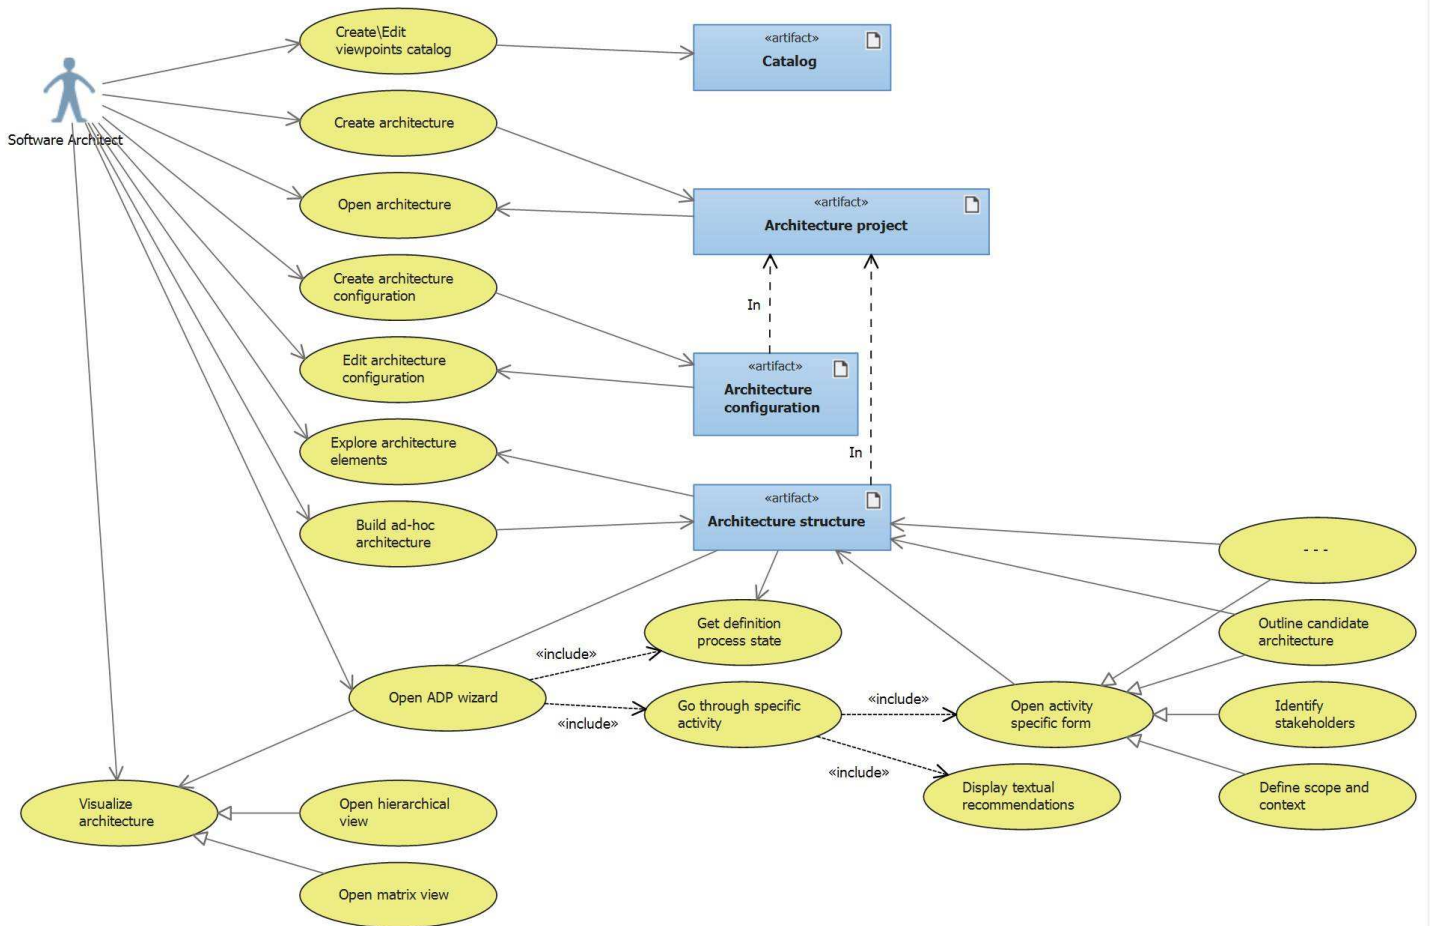 Create\Edit
viewpoints catalog
«artifact»
Catalog
Software Architect
Create architecture
Open architecture
«artifact»
Architecture project
Create architecture
configuration
In
Edit architecture
configuration
«artifact»
Architecture
configuration
Explore architecture
elements
In
Build ad-hoc
architecture
«artifact»
Architecture structure
- - -
Get definition
process state
Outline candidate
architecture
«include»
Open ADP wizard
Go through specific
activity
«include»
«include»
Open activity
specific form
Identify
stakeholders
«include»
Display textual
recommendations
Define scope and
context
Visualize
architecture
Open hierarchical
view
Open matrix view